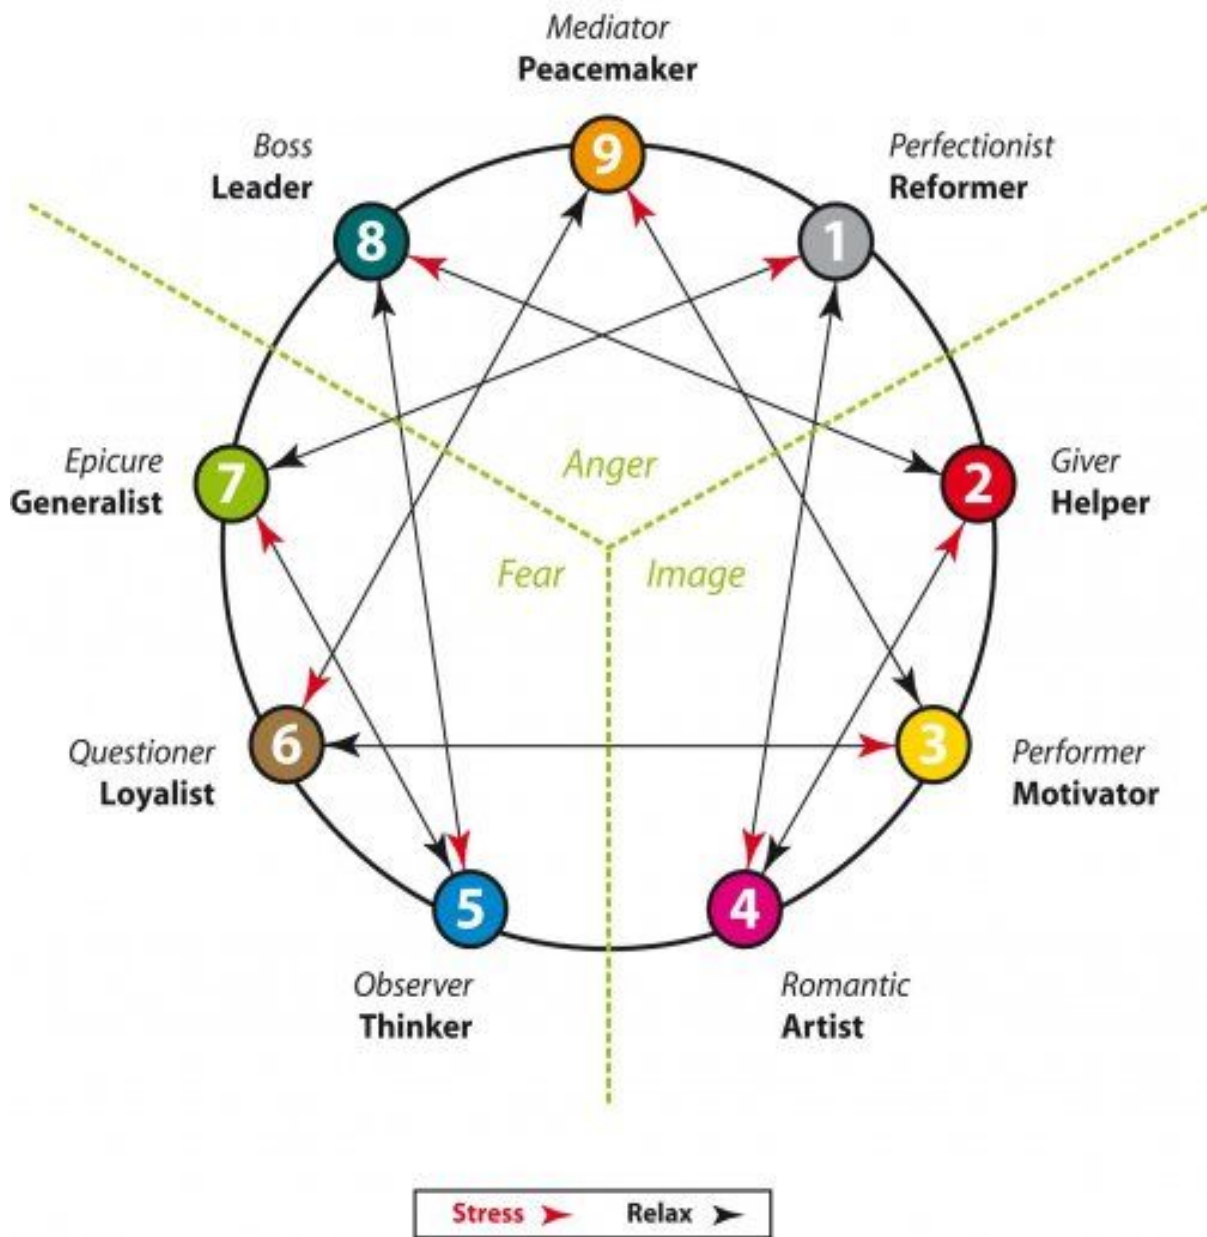 Mediator
Peacemaker
9
Boss
Leader
8
Perfectionist
Reformer
1
Epicure
Generalist
7
Anger
Giver
Helper
2
Fear
Image
Questioner
Loyalist
6
Performer
Motivator
3
5
4
Observer
Thinker
Romantic
Artist
Stress
Relax